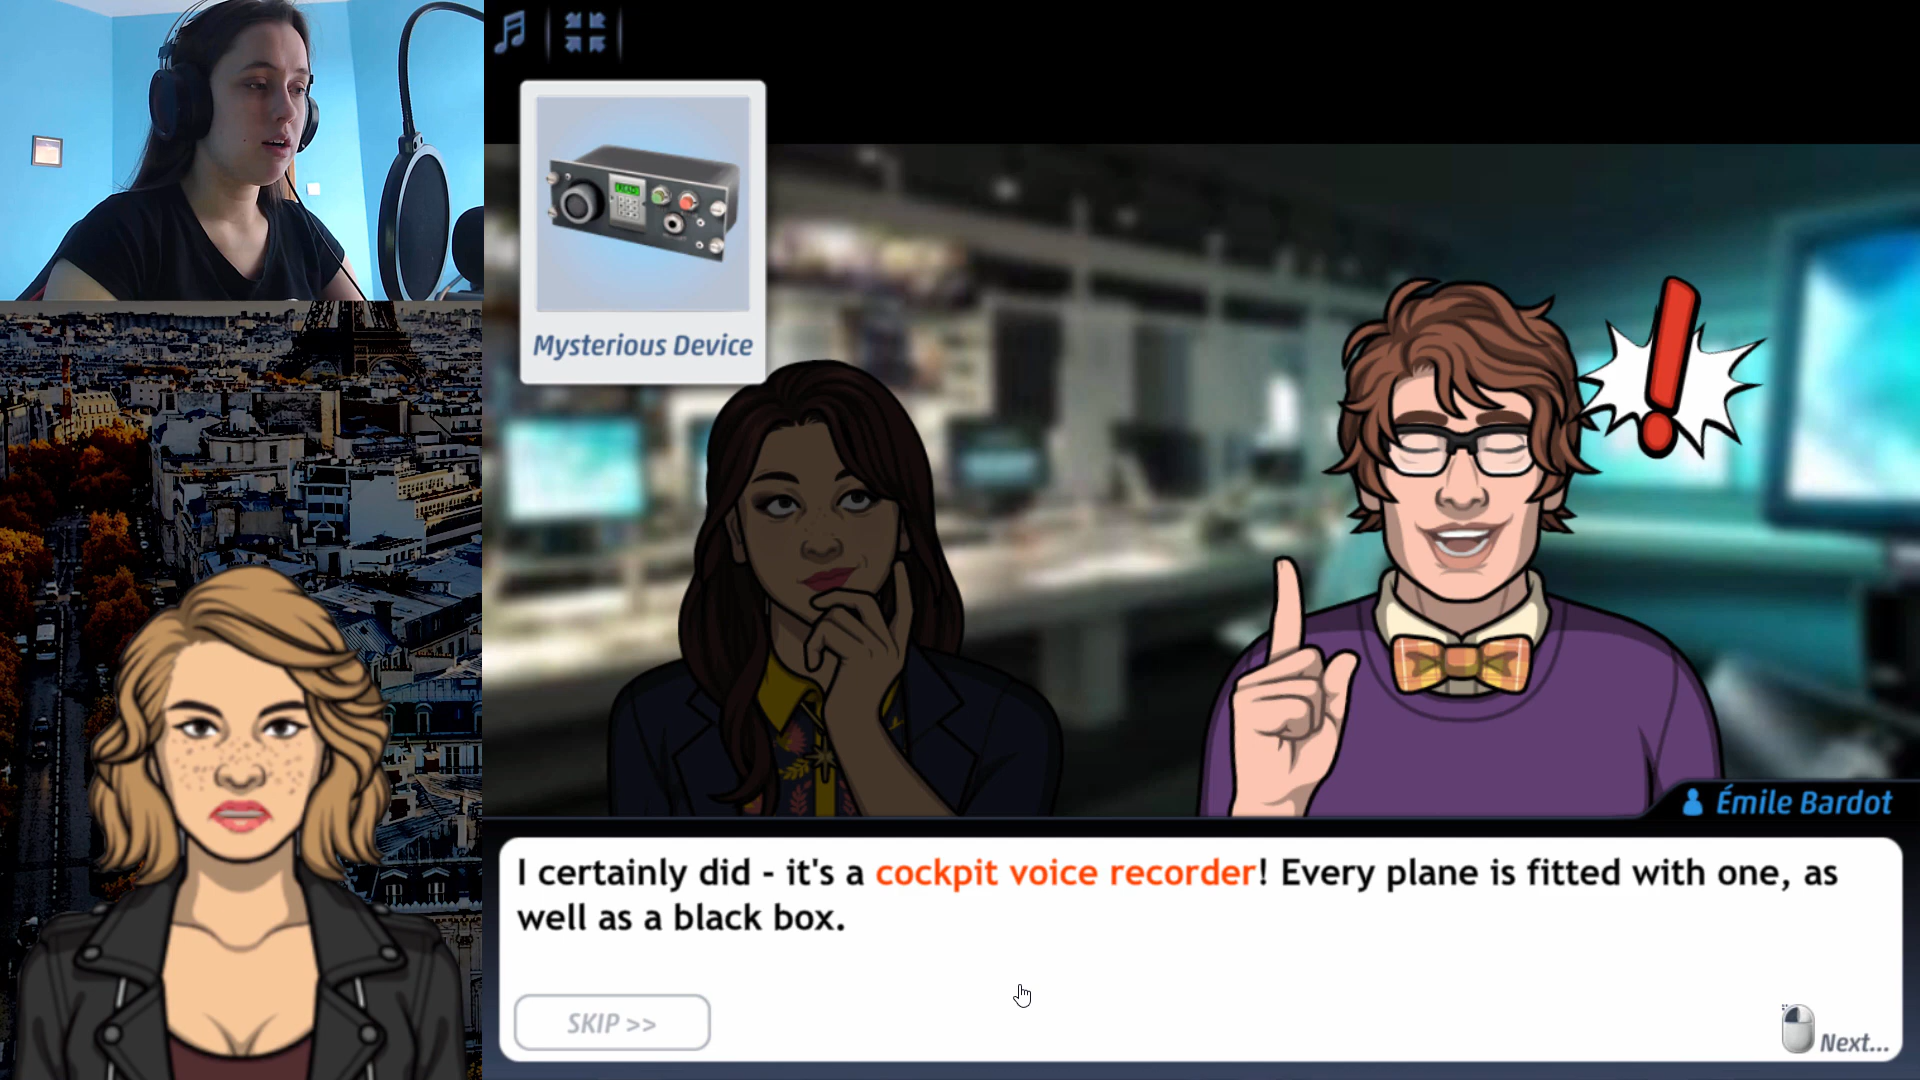 READ
Mysterious Device
Émile Bardot
I certainly did - it's a cockpit voice recorder! Every plane is fitted with one, as
well as a black box.
SKIP >>
Next...